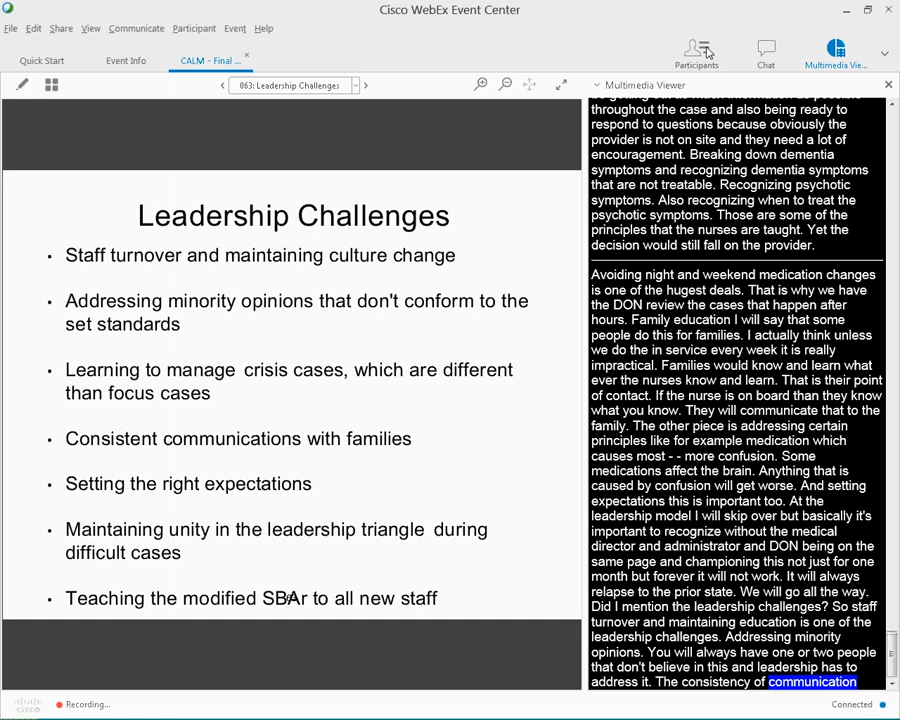 Cisco WebEx Event Center
File Edit Share View Communicate Participant Event Help
Quick Start Event Info CALM - Final ...
Participants Chat Multimedia Vie...
063: Leadership Challenges
Multimedia Viewer
Leadership Challenges
• Staff turnover and maintaining culture change
• Addressing minority opinions that don't conform to the
set standards
• Learning to manage crisis cases, which are different
than focus cases
• Consistent communications with families
• Setting the right expectations
• Maintaining unity in the leadership triangle during
difficult cases
• Teaching the modified SBAr to all new staff
throughout the case and also being ready to
respond to questions because obviously the
provider is not on site and they need a lot of
encouragement. Breaking down dementia
symptoms and recognizing dementia symptoms
that are not treatable. Recognizing psychotic
symptoms. Also recognizing when to treat the
psychotic symptoms. Those are some of the
principles that the nurses are taught. Yet the
decision would still fall on the provider.
Avoiding night and weekend medication changes
is one of the hugest deals. That is why we have
the DON review the cases that happen after
hours. Family education I will say that some
people do this for families. I actually think unless
we do the in service every week it is really
impractical. Families would know and learn what
ever the nurses know and learn. That is their point
of contact. If the nurse is on board than they know
what you know. They will communicate that to the
family. The other piece is addressing certain
principles like for example medication which
causes most - - more confusion. Some
medications affect the brain. Anything that is
caused by confusion will get worse. And setting
expectations this is important too. At the
leadership model I will skip over but basically it's
important to recognize without the medical
director and administrator and DON being on the
same page and championing this not just for one
month but forever it will not work. It will always
relapse to the prior state. We will go all the way.
Did I mention the leadership challenges? So staff
turnover and maintaining education is one of the
leadership challenges. Addressing minority
opinions. You will always have one or two people
that don't believe in this and leadership has to
address it. The consistency of communication
cisco Recording... Connected